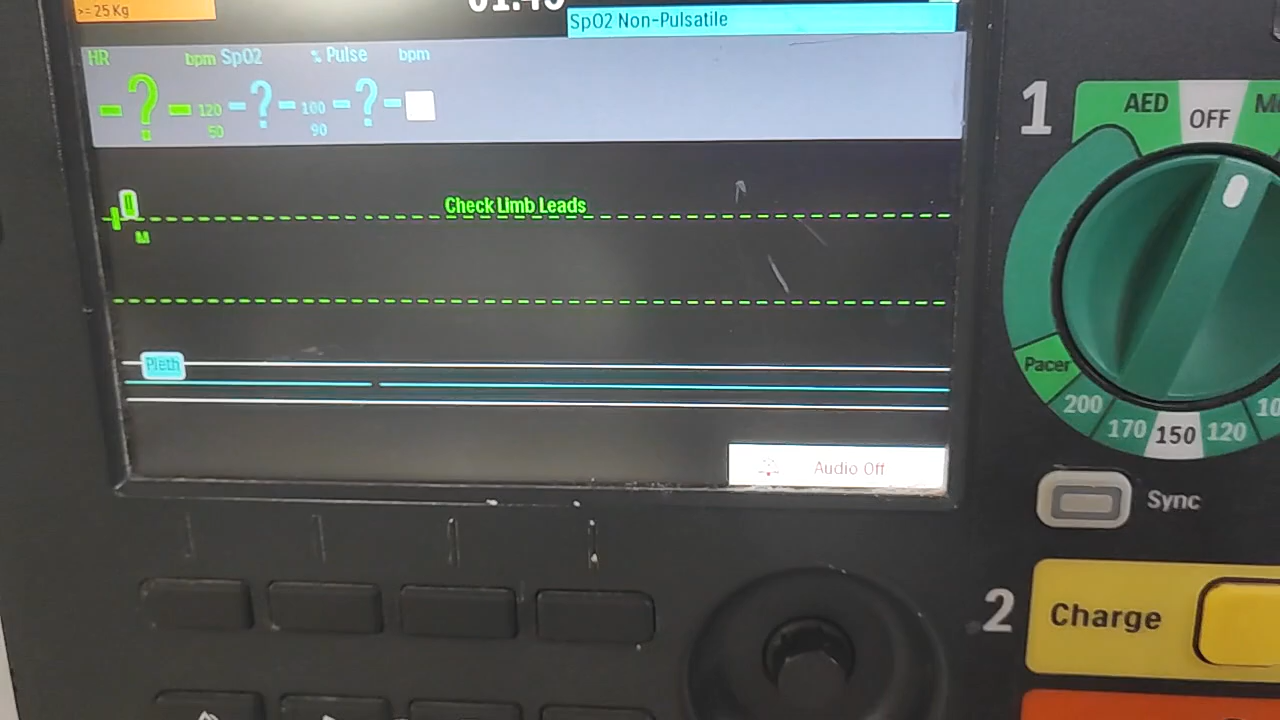 >= 25 Kg
SpO2 Non-Pulsatile
HR bpm SpO2 % Pulse bpm
-?- 120 -?- 100 -?-
50 90
II
Check Limb Leads
M
Pleth
Audio Off
1
AED OFF
Pacer
200 170 150 120
Sync
2 Charge